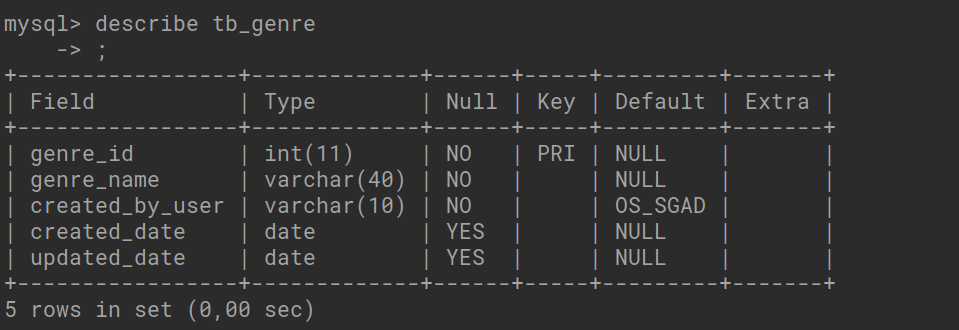 mysql> describe tb_genre
    -> ;
+-----------------+-------------+------+-----+---------+-------+
| Field           | Type        | Null | Key | Default | Extra |
+-----------------+-------------+------+-----+---------+-------+
| genre_id        | int(11)     | NO   | PRI | NULL    |       |
| genre_name      | varchar(40) | NO   |     | NULL    |       |
| created_by_user | varchar(10) | NO   |     | OS_SGAD |       |
| created_date    | date        | YES  |     | NULL    |       |
| updated_date    | date        | YES  |     | NULL    |       |
+-----------------+-------------+------+-----+---------+-------+
5 rows in set (0,00 sec)